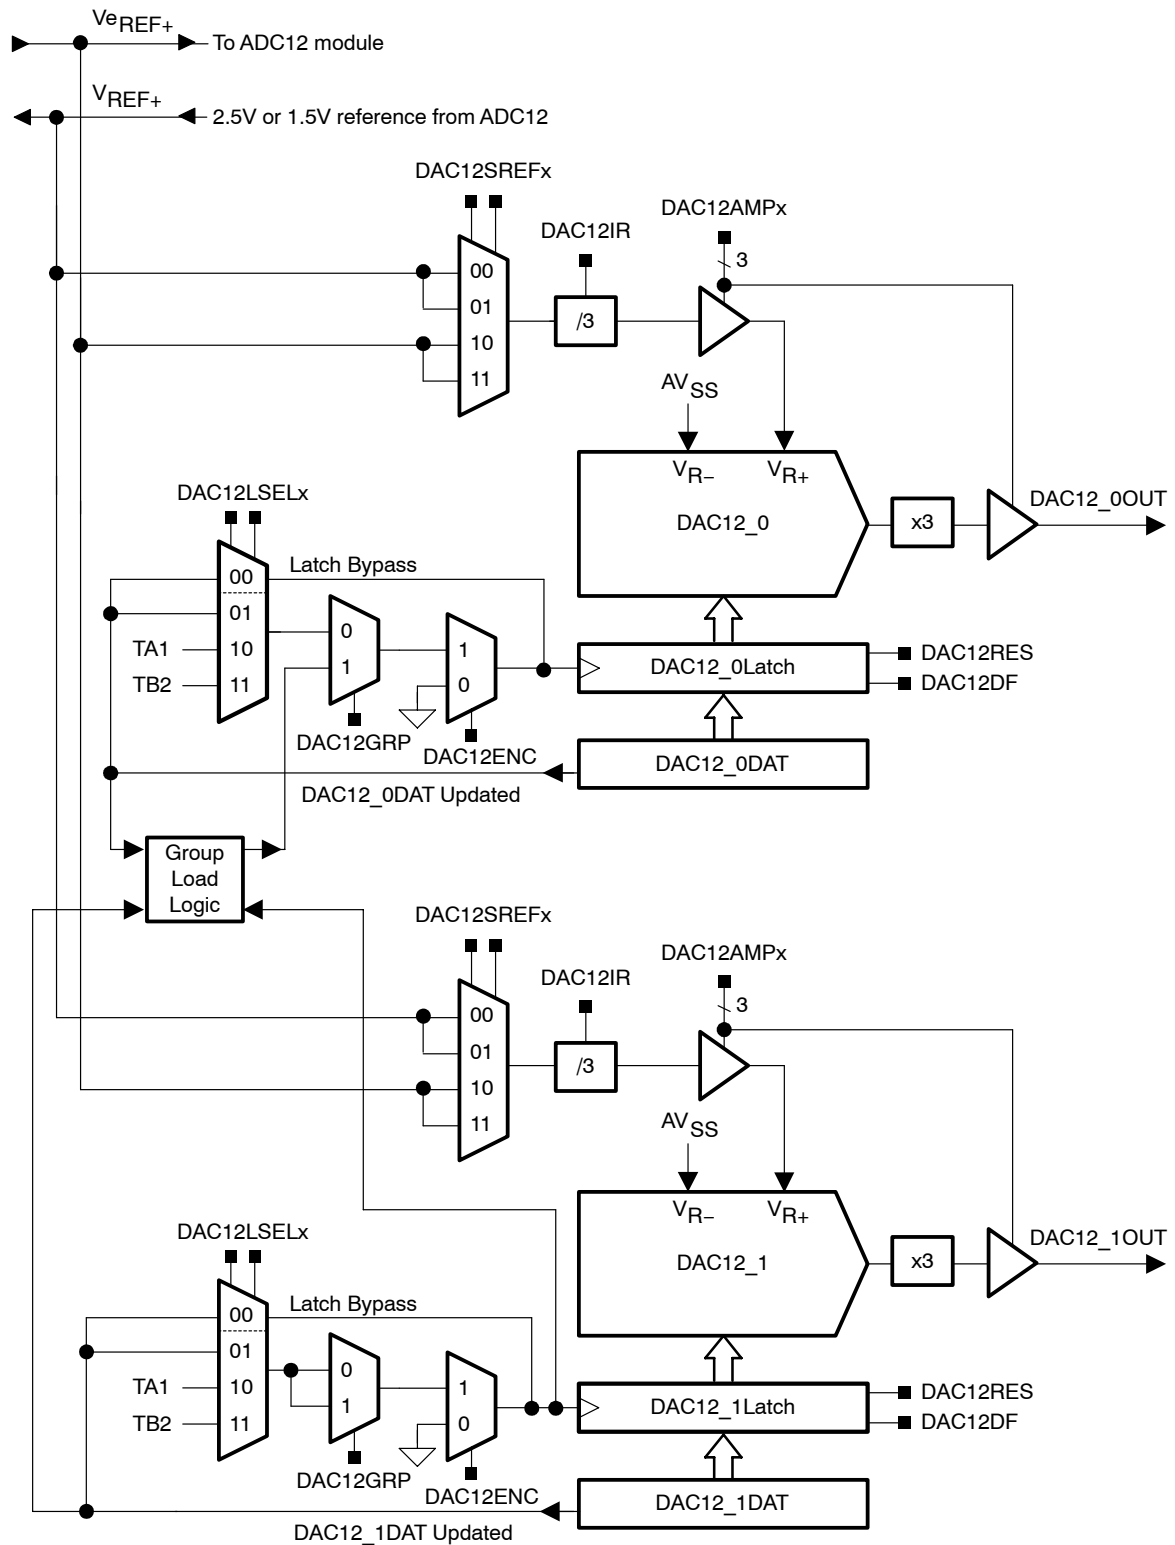 VeREF+
To ADC12 module
VREF+
2.5V or 1.5V reference from ADC12
DAC12SREFx
DAC12AMPx
DAC12IR
3
00
01
10
11
/3
AVSS
VR−
VR+
DAC12_0
x3
DAC12_0OUT
DAC12LSELx
Latch Bypass
00
01
TA1
10
TB2
11
0
1
1
0
DAC12GRP
DAC12ENC
DAC12_0Latch
DAC12RES
DAC12DF
DAC12_0DAT
DAC12_0DAT Updated
Group
Load
Logic
DAC12SREFx
DAC12AMPx
DAC12IR
3
00
01
10
11
/3
AVSS
VR−
VR+
DAC12_1
x3
DAC12_1OUT
DAC12LSELx
Latch Bypass
00
01
TA1
10
TB2
11
0
1
1
0
DAC12GRP
DAC12ENC
DAC12_1Latch
DAC12RES
DAC12DF
DAC12_1DAT
DAC12_1DAT Updated